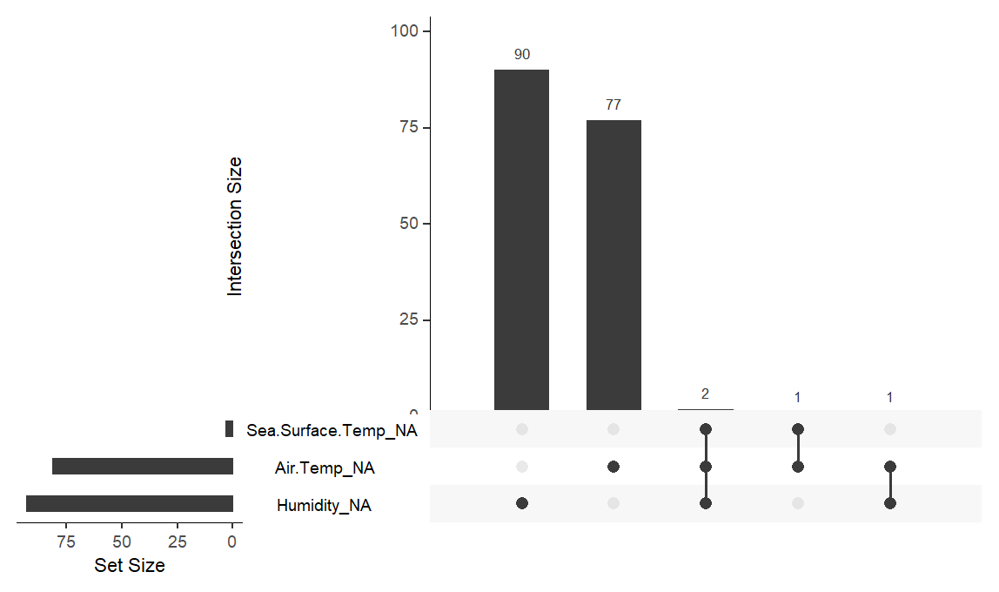 100
90
77
75
Intersection Size
50
25
2
1
1
0
Sea.Surface.Temp_NA
Air.Temp_NA
Humidity_NA
75 50 25 0
Set Size